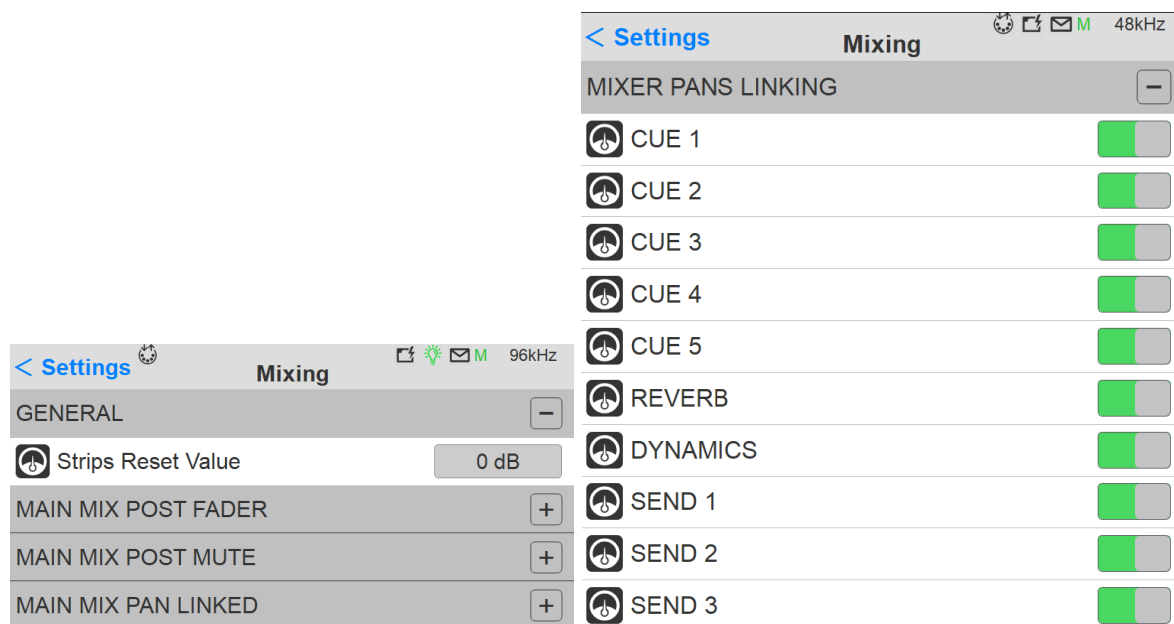 < Settings
Mixing
M
96kHz
GENERAL
Strips Reset Value
0 dB
MAIN MIX POST FADER
MAIN MIX POST MUTE
MAIN MIX PAN LINKED
< Settings
Mixing
M
48kHz
MIXER PANS LINKING
CUE 1
CUE 2
CUE 3
CUE 4
CUE 5
REVERB
DYNAMICS
SEND 1
SEND 2
SEND 3